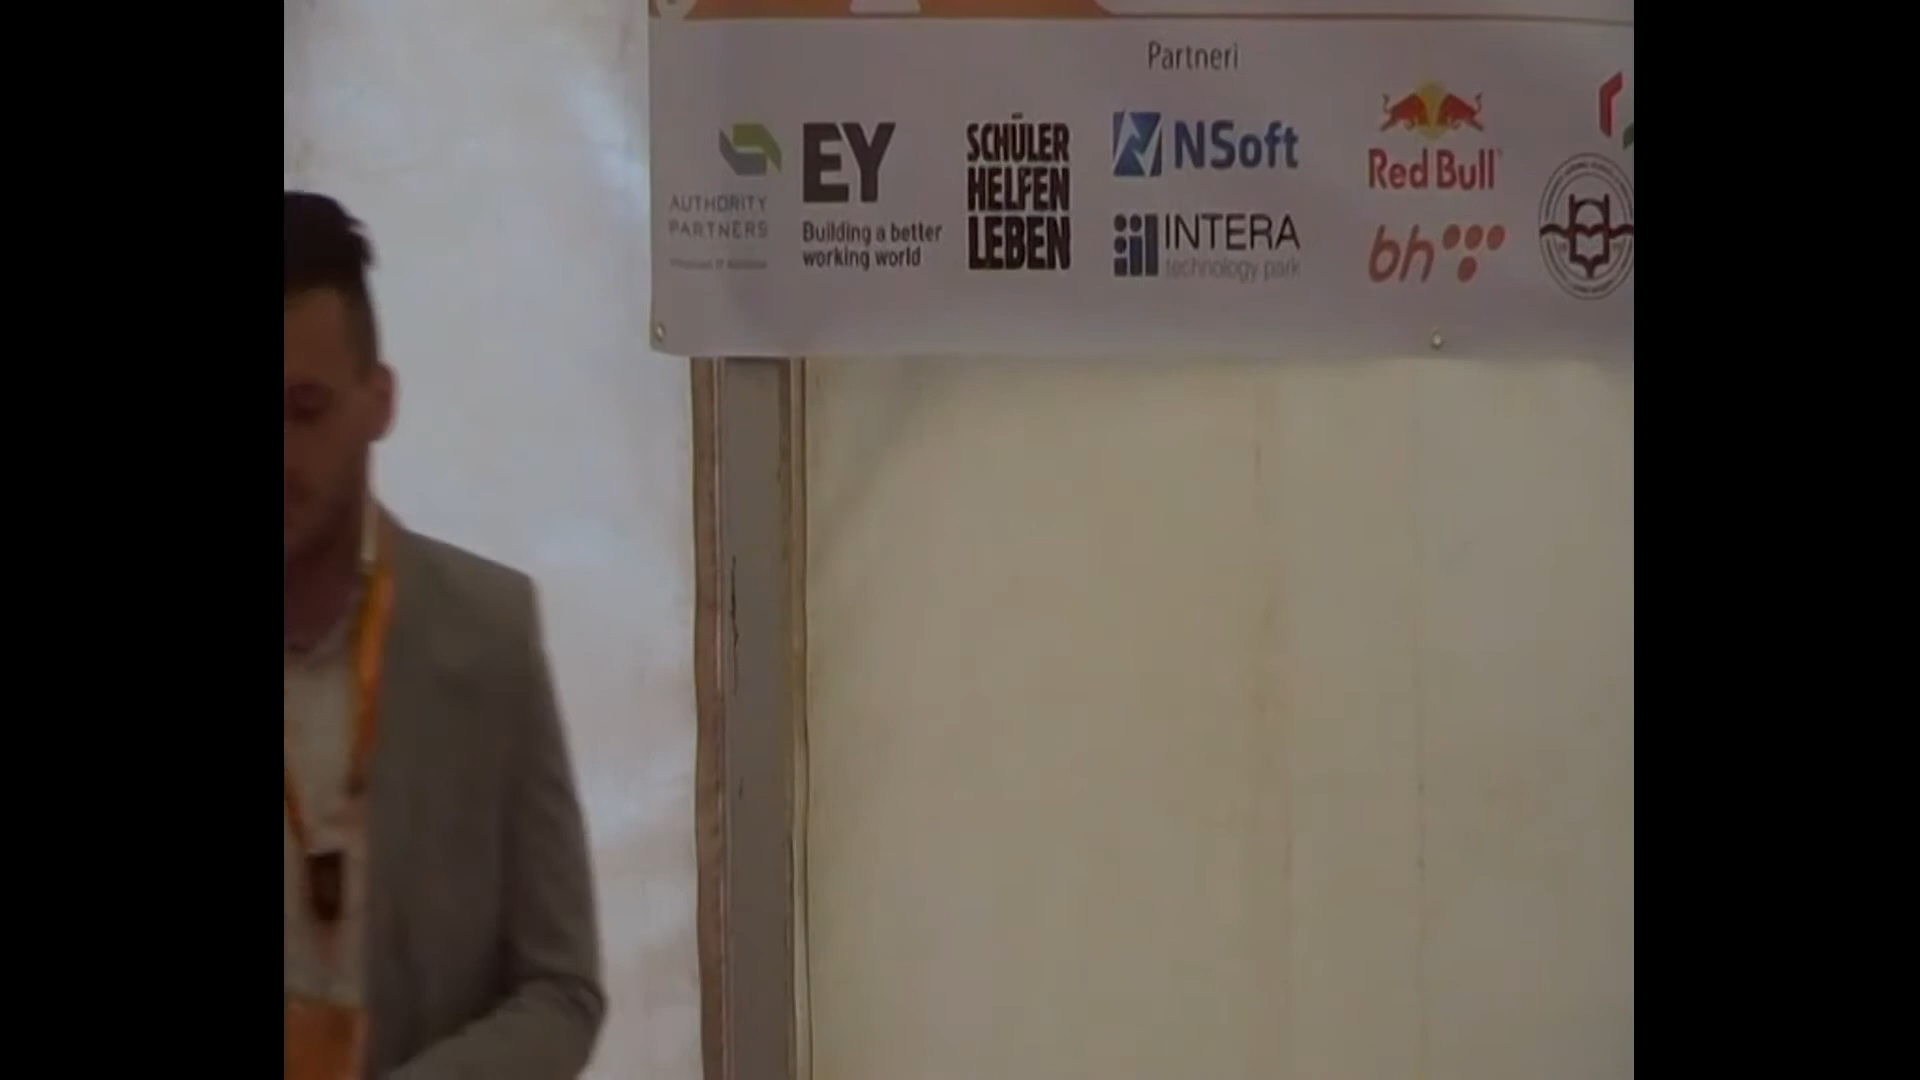 Partneri
AUTHORITY
PARTNERS
EY
Building a better
working world
SCHÜLER
HELFEN
LEBEN
NSoft
INTERA
technology park
Red Bull
bh